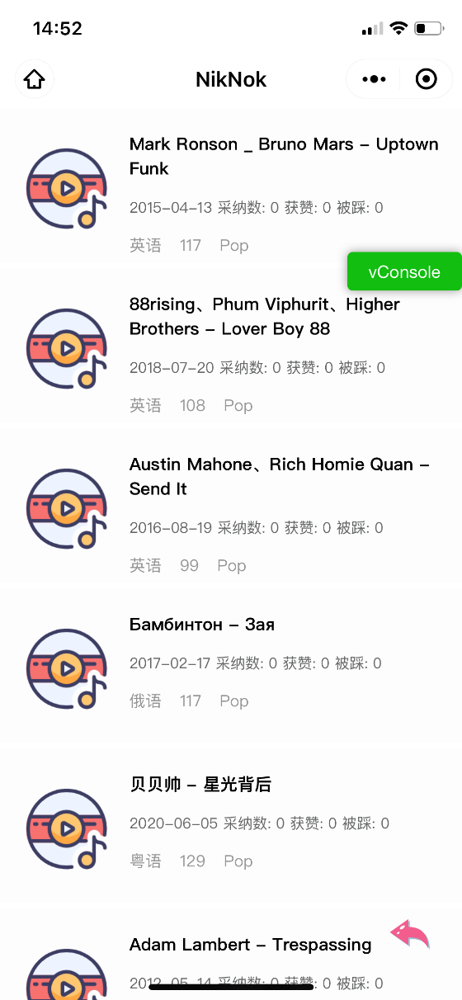 14:52
NikNok
Mark Ronson _ Bruno Mars - Uptown
Funk
2015-04-13 采纳数: 0 获赞: 0 被踩: 0
英语 117 Pop
vConsole
88rising、Phum Viphurit、Higher
Brothers - Lover Boy 88
2018-07-20 采纳数: 0 获赞: 0 被踩: 0
英语 108 Pop
Austin Mahone、Rich Homie Quan -
Send It
2016-08-19 采纳数: 0 获赞: 0 被踩: 0
英语 99 Pop
Бамбинтон - Зая
2017-02-17 采纳数: 0 获赞: 0 被踩: 0
俄语 117 Pop
贝贝帅 - 星光背后
2020-06-05 采纳数: 0 获赞: 0 被踩: 0
粤语 129 Pop
Adam Lambert - Trespassing
2012-05-14 采纳数: 0 获赞: 0 被踩: 0